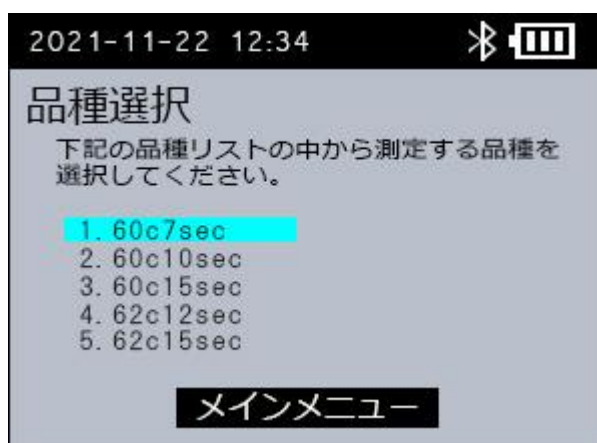 2021-11-22 12:34
品種選択
下記の品種リストの中から測定する品種を
選択してください。
1. 60c7sec
2. 60c10sec
3. 60c15sec
4. 62c12sec
5. 62c15sec
メインメニュー